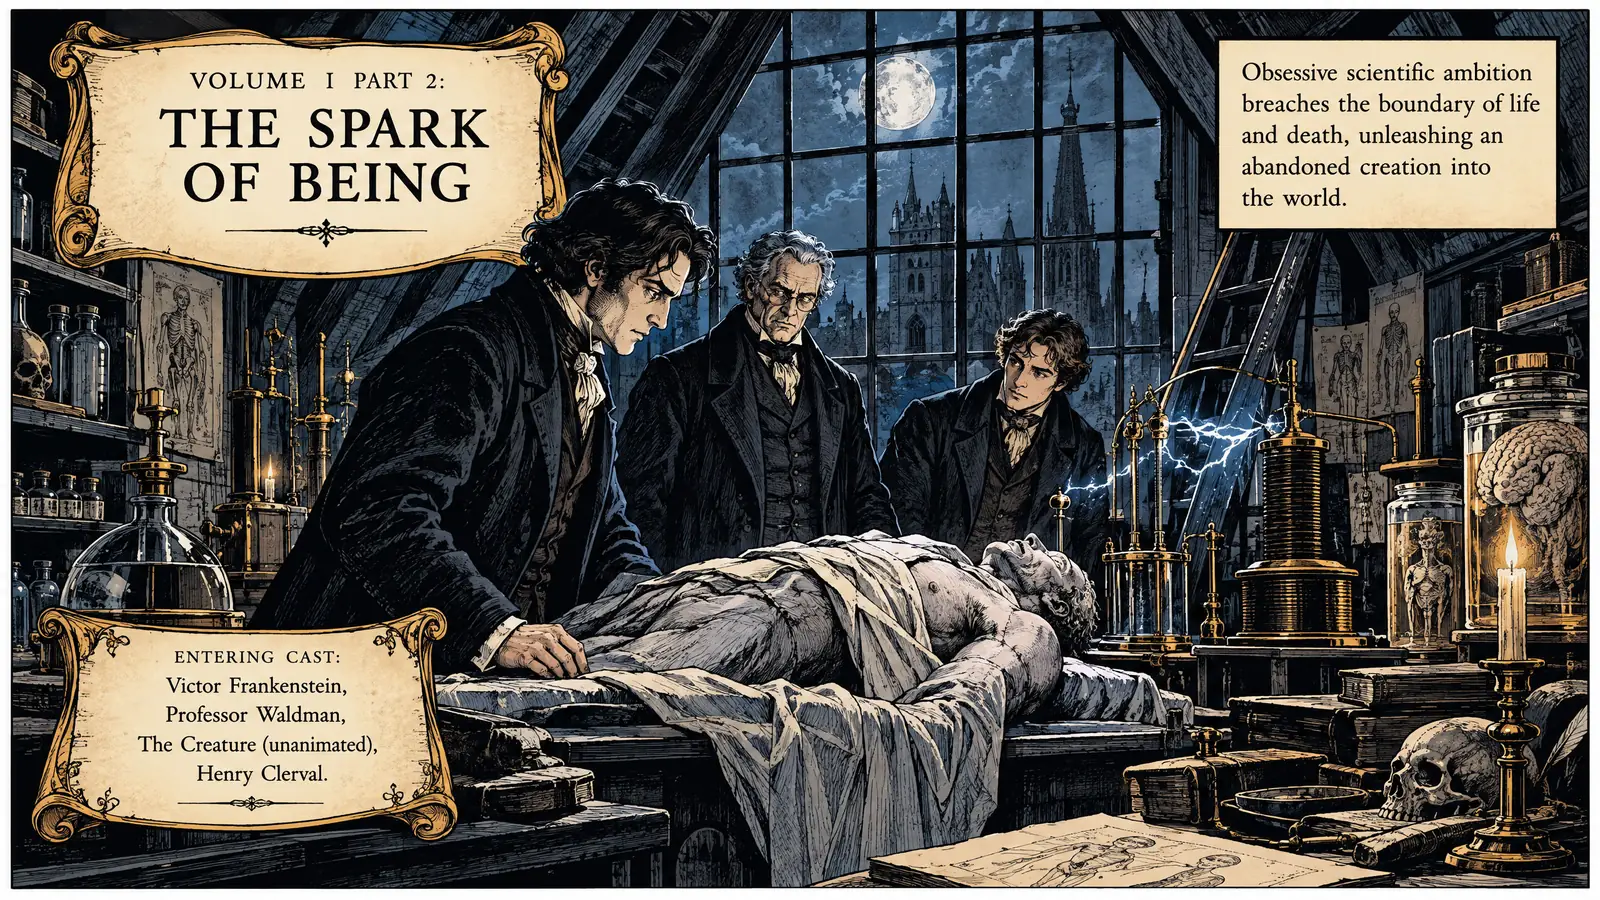 VOLUME I PART 2:
THE SPARK
OF BEING
Obsessive scientific ambition
breaches the boundary of life
and death, unleashing an
abandoned creation into
the world.
ENTERING CAST:
Victor Frankenstein,
Professor Waldman,
The Creature (unanimated),
Henry Clerval.